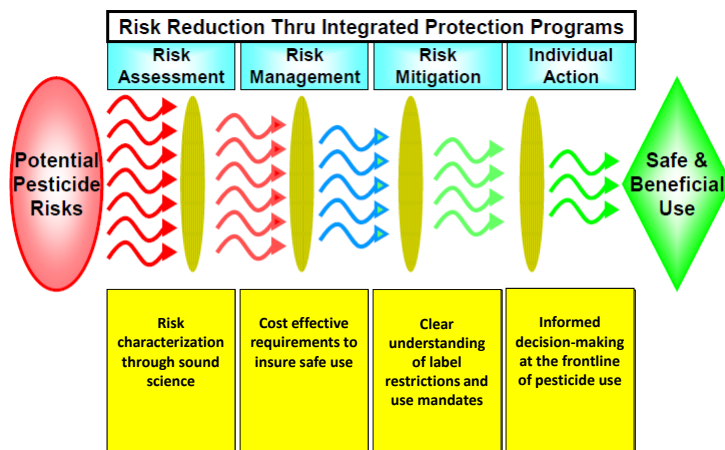 Risk Reduction Thru Integrated Protection Programs
Risk
Assessment
Risk
Management
Risk
Mitigation
Individual
Action
Potential
Pesticide
Risks
Safe &
Beneficial
Use
Risk
characterization
through sound
science
Cost effective
requirements to
insure safe use
Clear
understanding
of label
restrictions and
use mandates
Informed
decision-making
at the frontline
of pesticide use